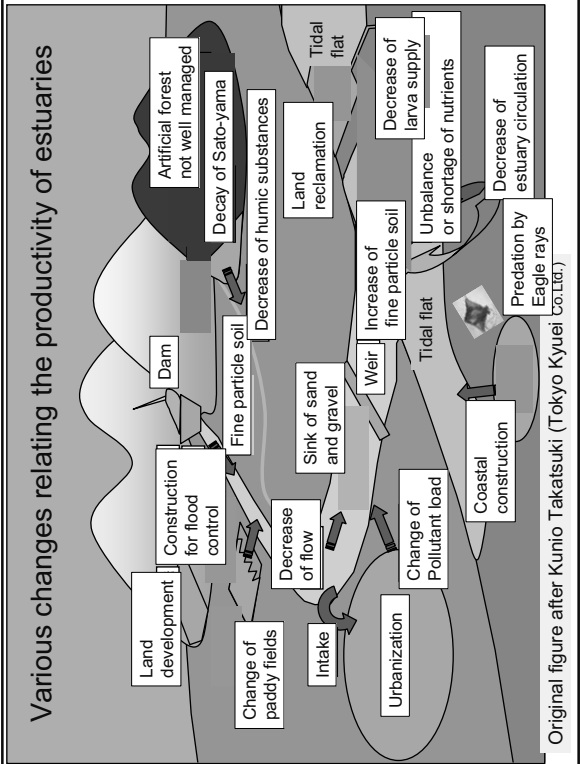 Various changes relating the productivity of estuaries
Artificial forest
not well managed
Decay of Sato-yama
Decrease of humic substances
Dam
Fine particle soil
Construction
for flood
control
Land
development
Change of
paddy fields
Decrease
of flow
Intake
Urbanization
Sink of sand
and gravel
Change of
Pollutant load
Weir
Increase of
fine particle soil
Land
reclamation
Tidal
flat
Decrease of
larva supply
Unbalance
or shortage of nutrients
Decrease of
estuary circulation
Tidal flat
Predation by
Eagle rays
Coastal
construction
Original figure after Kunio Takatsuki (Tokyo Kyuei Co.Ltd.)